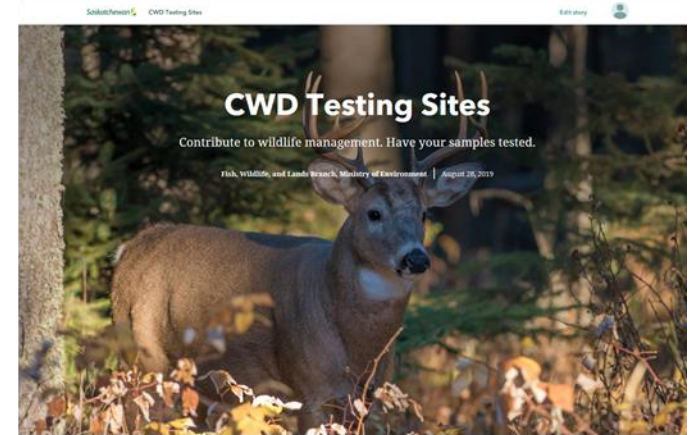 Saskatchewan CWD Testing Sites Edit story
CWD Testing Sites
Contribute to wildlife management. Have your samples tested.
Fish, Wildlife, and Lands Branch, Ministry of Environment | August 28, 2019